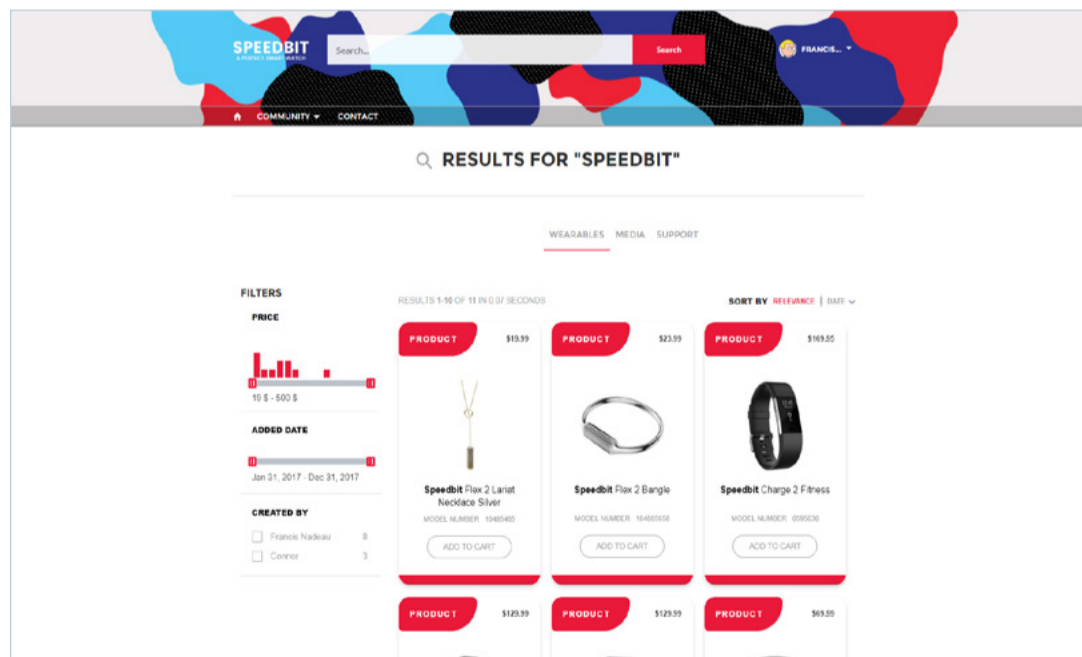 SPEEDBIT
A PERFECT SMART WATCH
Search...
Search
FRANCIS...
COMMUNITY
CONTACT
RESULTS FOR "SPEEDBIT"
WEARABLES MEDIA SUPPORT
FILTERS
RESULTS 1-10 OF 11 IN 0.07 SECONDS
SORT BY RELEVANCE | DATE
PRICE
19 $ - 500 $
ADDED DATE
Jan 31, 2017 - Dec 31, 2017
CREATED BY
Francis Nadeau 8
Connor 3
PRODUCT $19.99
Speedbit Flex 2 Lariat
Necklace Silver
MODEL NUMBER 10485485
ADD TO CART
PRODUCT $23.99
Speedbit Flex 2 Bangle
MODEL NUMBER
ADD TO CART
PRODUCT $169.95
Speedbit Charge 2 Fitness
MODEL NUMBER
ADD TO CART
PRODUCT $129.99
PRODUCT $129.99
PRODUCT $69.95